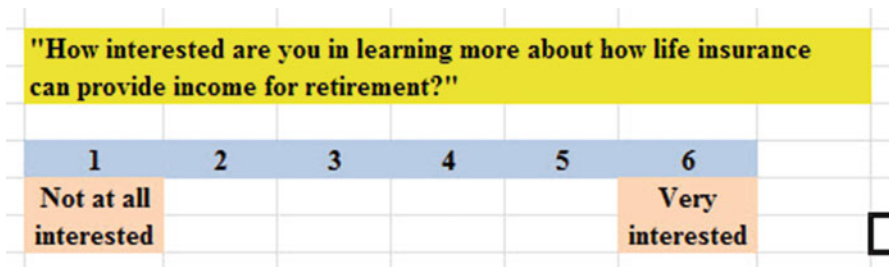 "How interested are you in learning more about how life insurance
can provide income for retirement?"
1 2 3 4 5 6
Not at all Very
interested interested